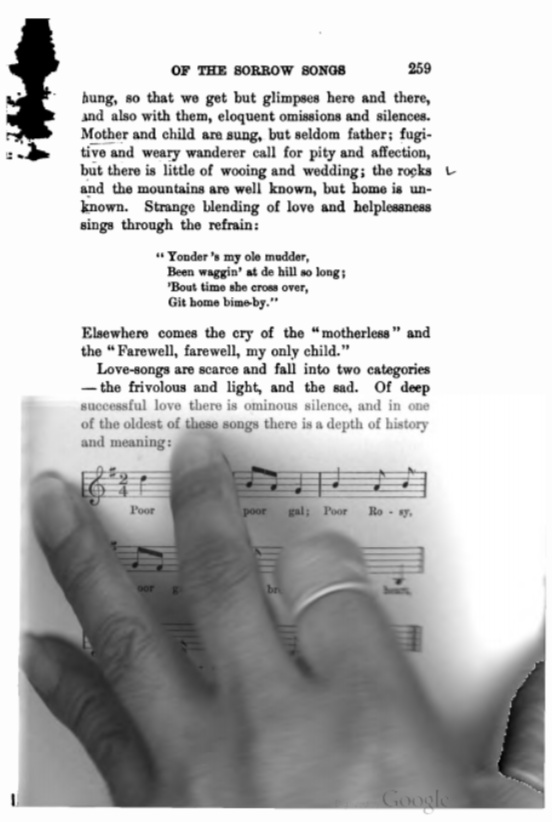 OF THE SORROW SONGS 259
hung, so that we get but glimpses here and there,
and also with them, eloquent omissions and silences.
Mother and child are sung, but seldom father; fugi-
tive and weary wanderer call for pity and affection,
but there is little of wooing and wedding; the rocks
and the mountains are well known, but home is un-
known. Strange blending of love and helplessness
sings through the refrain:
"Yonder's my ole mudder,
Been waggin' at de hill so long;
'Bout time she cross over,
Git home bime-by."
Elsewhere comes the cry of the "motherless" and
the "Farewell, farewell, my only child."
Love-songs are scarce and fall into two categories
— the frivolous and light, and the sad. Of deep
successful love there is ominous silence, and in one
of the oldest of these songs there is a depth of history
and meaning:
Poor poor gal; Poor Ro - sy,
oor g br heart,
Google